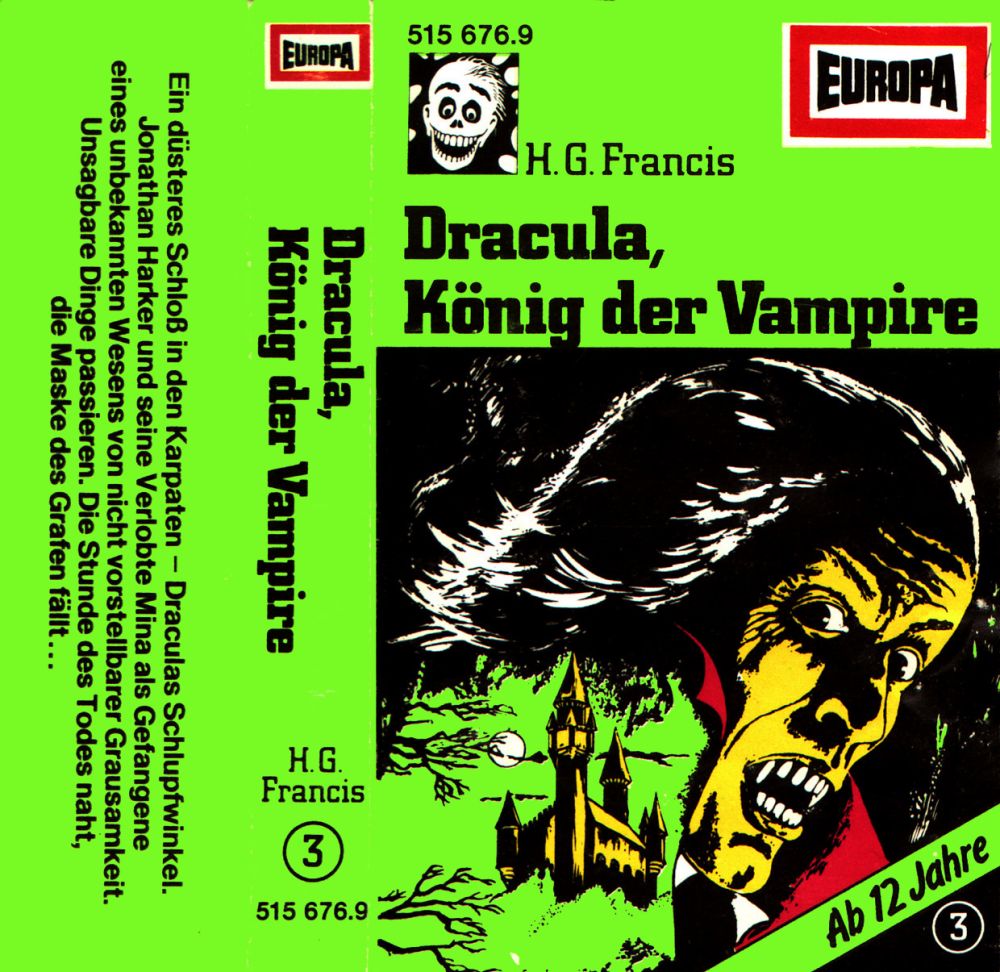 Ein düsteres Schloß in den Karpaten – Draculas Schlupfwinkel.
Jonathan Harker und seine Verlobte Mina als Gefangene
eines unbekannten Wesens von nicht vorstellbarer Grausamkeit.
Unsagbare Dinge passieren. Die Stunde des Todes naht,
die Maske des Grafen fällt...
EUROPA
Dracula,
König der Vampire
H.G.
Francis
3
515 676.9
515 676.9
EUROPA
H.G. Francis
Dracula,
König der Vampire
Ab 12 Jahre
3